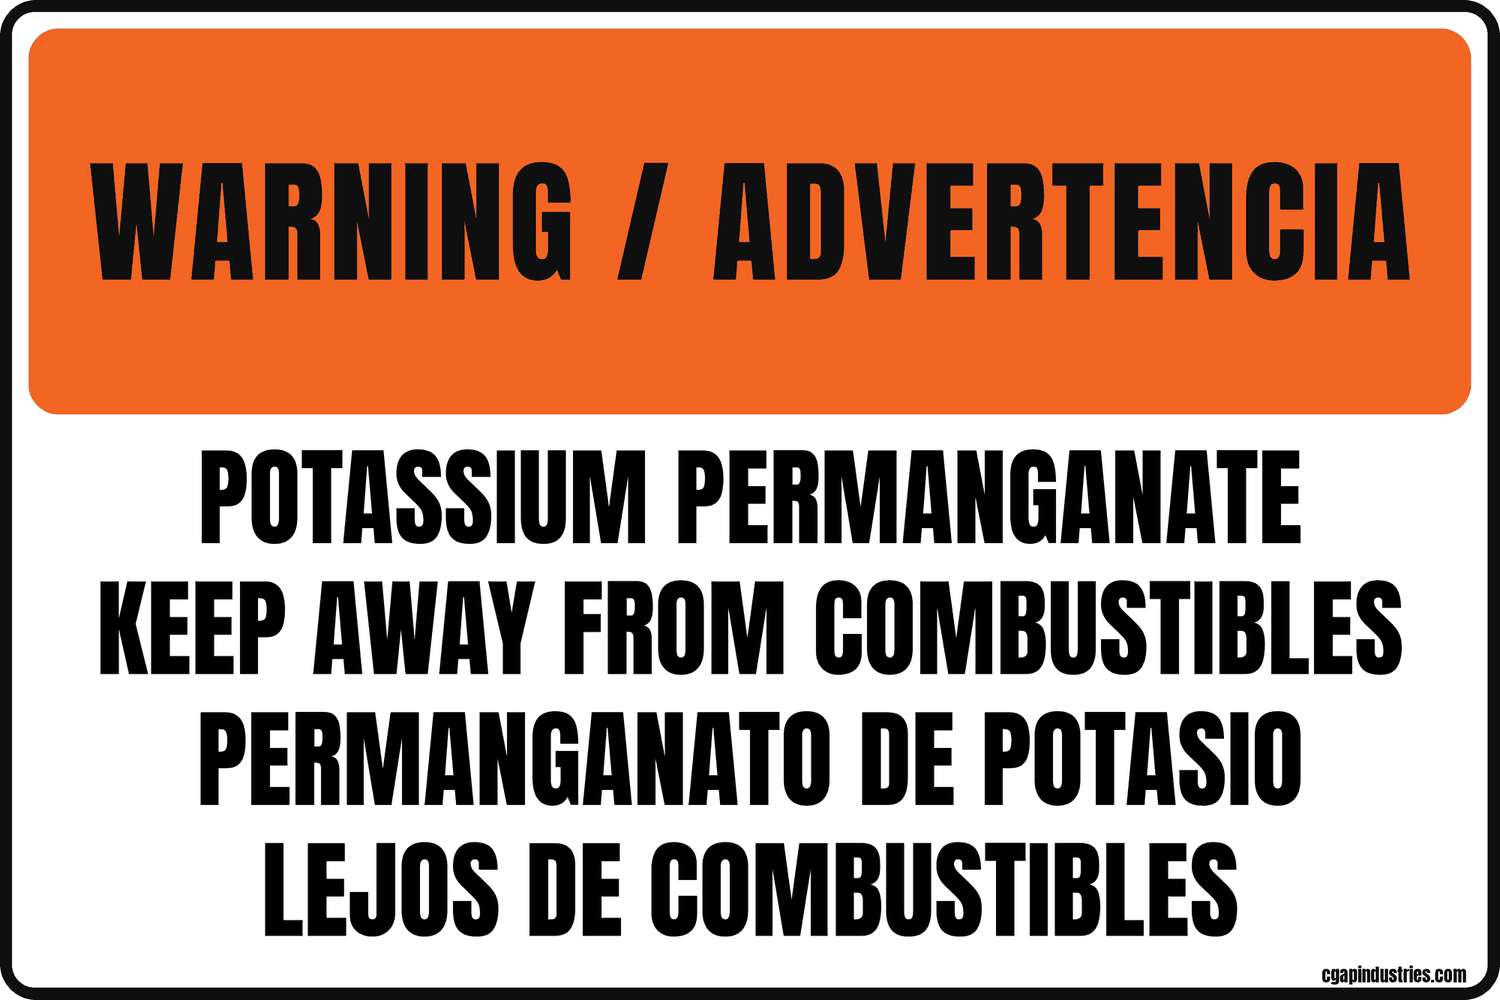 WARNING / ADVERTENCIA
POTASSIUM PERMANGANATE
KEEP AWAY FROM COMBUSTIBLES
PERMANGANATO DE POTASIO
LEJOS DE COMBUSTIBLES
cgapindustries.com